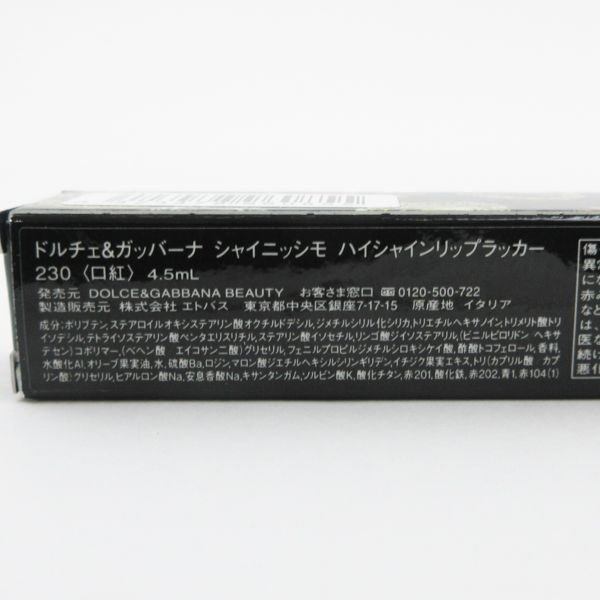 ドルチェ&ガッバーナ シャイニッシモ ハイシャインリップラッカー
230〈口紅〉4.5mL
発売元 DOLCE&GABBANA BEAUTY お客さま窓口 0120-500-722
製造販売元 株式会社 エトバス 東京都中央区銀座7-17-15 原産地 イタリア
成分:ポリブテン,ステアロイルオキシステアリン酸オクチルドデシル,ジメチルシリル化シリカ,トリエチルヘキサノイン,トリメリト酸トリ
イソデシル,テトライソステアリン酸ペンタエリスリチル,ステアリン酸イソセチル,リンゴ酸ジイソステアリル,(ビニルピロリドン ヘキサ
デセン)コポリマー,(ベヘン酸 エイコサン二酸)グリセリル,フェニルプロピルジメチルシロキシケイ酸,酢酸トコフェロール,香料,
水酸化Al,オリーブ果実油,水,硫酸Ba,ロジン,マロン酸ジエチルヘキシルシリンギリデン,イチジク果実エキス,トリ(カプリル酸 カプ
リン酸)グリセリル,ヒアルロン酸Na,安息香酸Na,キサンタンガム,ソルビン酸K,酸化チタン,赤201,酸化鉄,赤202,青1,赤104(1)
傷・
異常
にな
赤み
など
は、
医な
続け
悪化